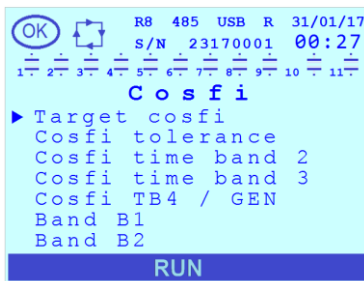 OK R8 485 USB R 31/01/17
S/N 23170001 00:27
1 2 3 4 5 6 7 8 9 10 11
Cosfi
Target cosfi
Cosfi tolerance
Cosfi time band 2
Cosfi time band 3
Cosfi TB4 / GEN
Band B1
Band B2
RUN